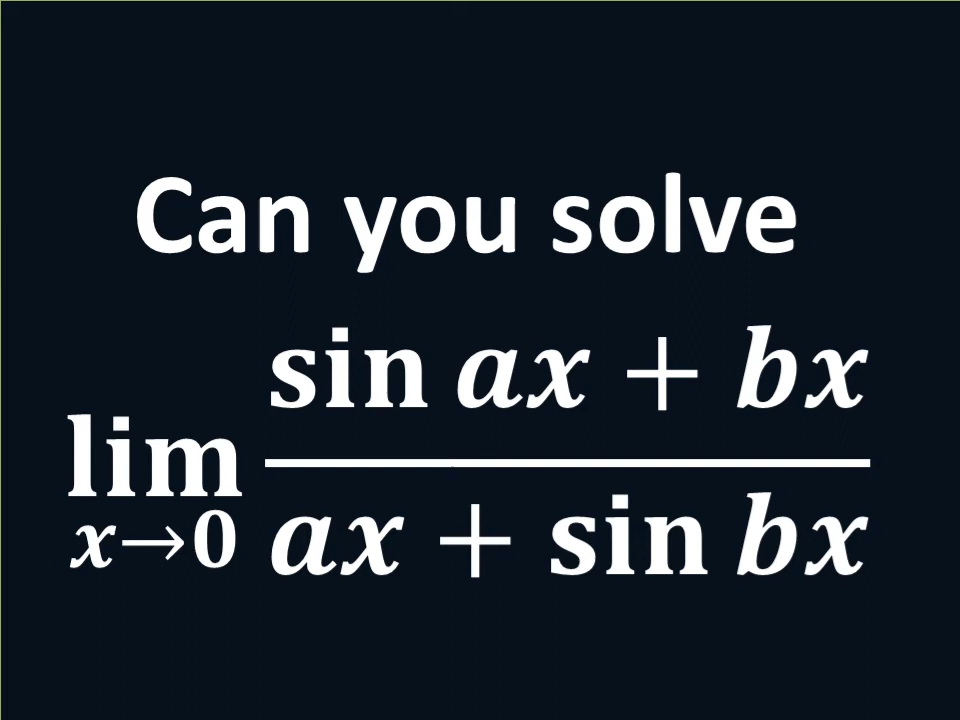 Can you solve
lim x→0 (sin ax + bx)/(ax + sin bx)